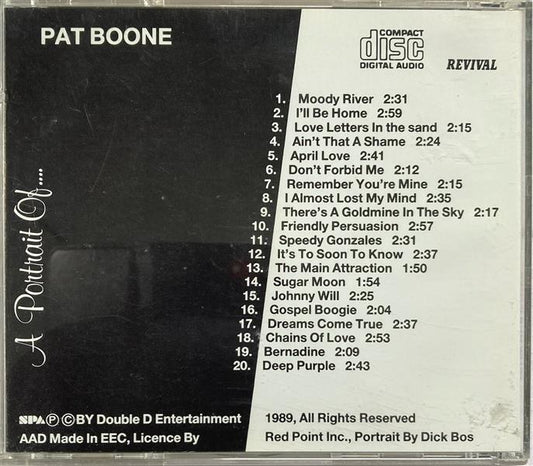 PAT BOONE
COMPACT
disc
DIGITAL AUDIO
REVIVAL
A Portrait Of....
1. Moody River 2:31
2. I'll Be Home 2:59
3. Love Letters In the sand 2:15
4. Ain't That A Shame 2:24
5. April Love 2:41
6. Don't Forbid Me 2:12
7. Remember You're Mine 2:15
8. I Almost Lost My Mind 2:35
9. There's A Goldmine In The Sky 2:17
10. Friendly Persuasion 2:57
11. Speedy Gonzales 2:31
12. It's To Soon To Know 2:37
13. The Main Attraction 1:50
14. Sugar Moon 1:54
15. Johnny Will 2:25
16. Gospel Boogie 2:04
17. Dreams Come True 2:37
18. Chains Of Love 2:53
19. Bernadine 2:09
20. Deep Purple 2:43
SPA Ⓟ ©BY Double D Entertainment 1989, All Rights Reserved
AAD Made In EEC, Licence By Red Point Inc., Portrait By Dick Bos